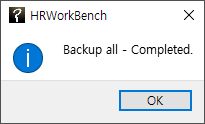 HRWorkBench
Backup all - Completed.
OK